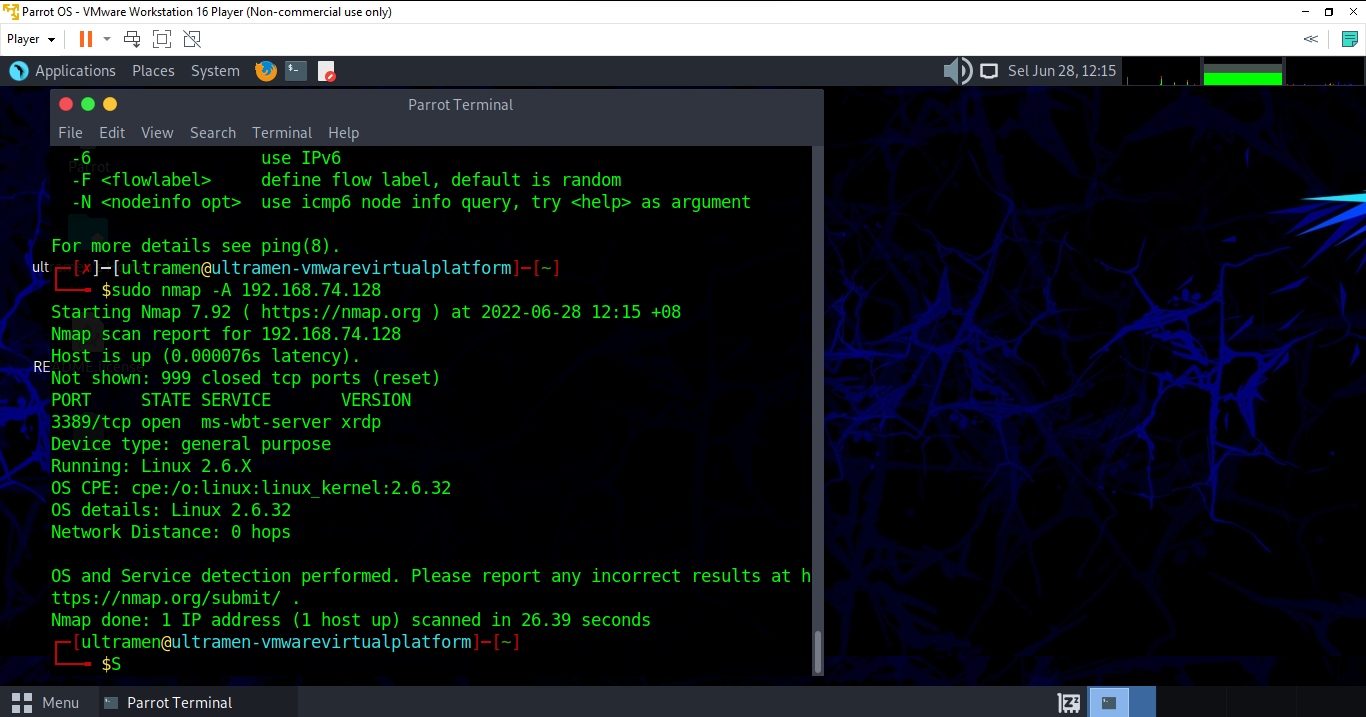 Parrot OS - VMware Workstation 16 Player (Non-commercial use only)
Player
Applications Places System Sel Jun 28, 12:15
Parrot Terminal
File Edit View Search Terminal Help
-6 use IPv6
-F <flowlabel> define flow label, default is random
-N <nodeinfo opt> use icmp6 node info query, try <help> as argument
For more details see ping(8).
┌─[✗]─[ultramen@ultramen-vmwarevirtualplatform]─[~]
└──╼ $sudo nmap -A 192.168.74.128
Starting Nmap 7.92 ( https://nmap.org ) at 2022-06-28 12:15 +08
Nmap scan report for 192.168.74.128
Host is up (0.000076s latency).
Not shown: 999 closed tcp ports (reset)
PORT STATE SERVICE VERSION
3389/tcp open ms-wbt-server xrdp
Device type: general purpose
Running: Linux 2.6.X
OS CPE: cpe:/o:linux:linux_kernel:2.6.32
OS details: Linux 2.6.32
Network Distance: 0 hops
OS and Service detection performed. Please report any incorrect results at h
ttps://nmap.org/submit/ .
Nmap done: 1 IP address (1 host up) scanned in 26.39 seconds
┌─[ultramen@ultramen-vmwarevirtualplatform]─[~]
└──╼ $S
Menu Parrot Terminal